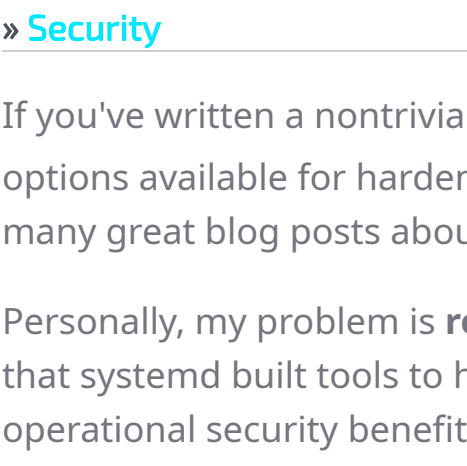 » Security
If you've written a nontrivia
options available for harder
many great blog posts abou
Personally, my problem is
that systemd built tools to h
operational security benefit